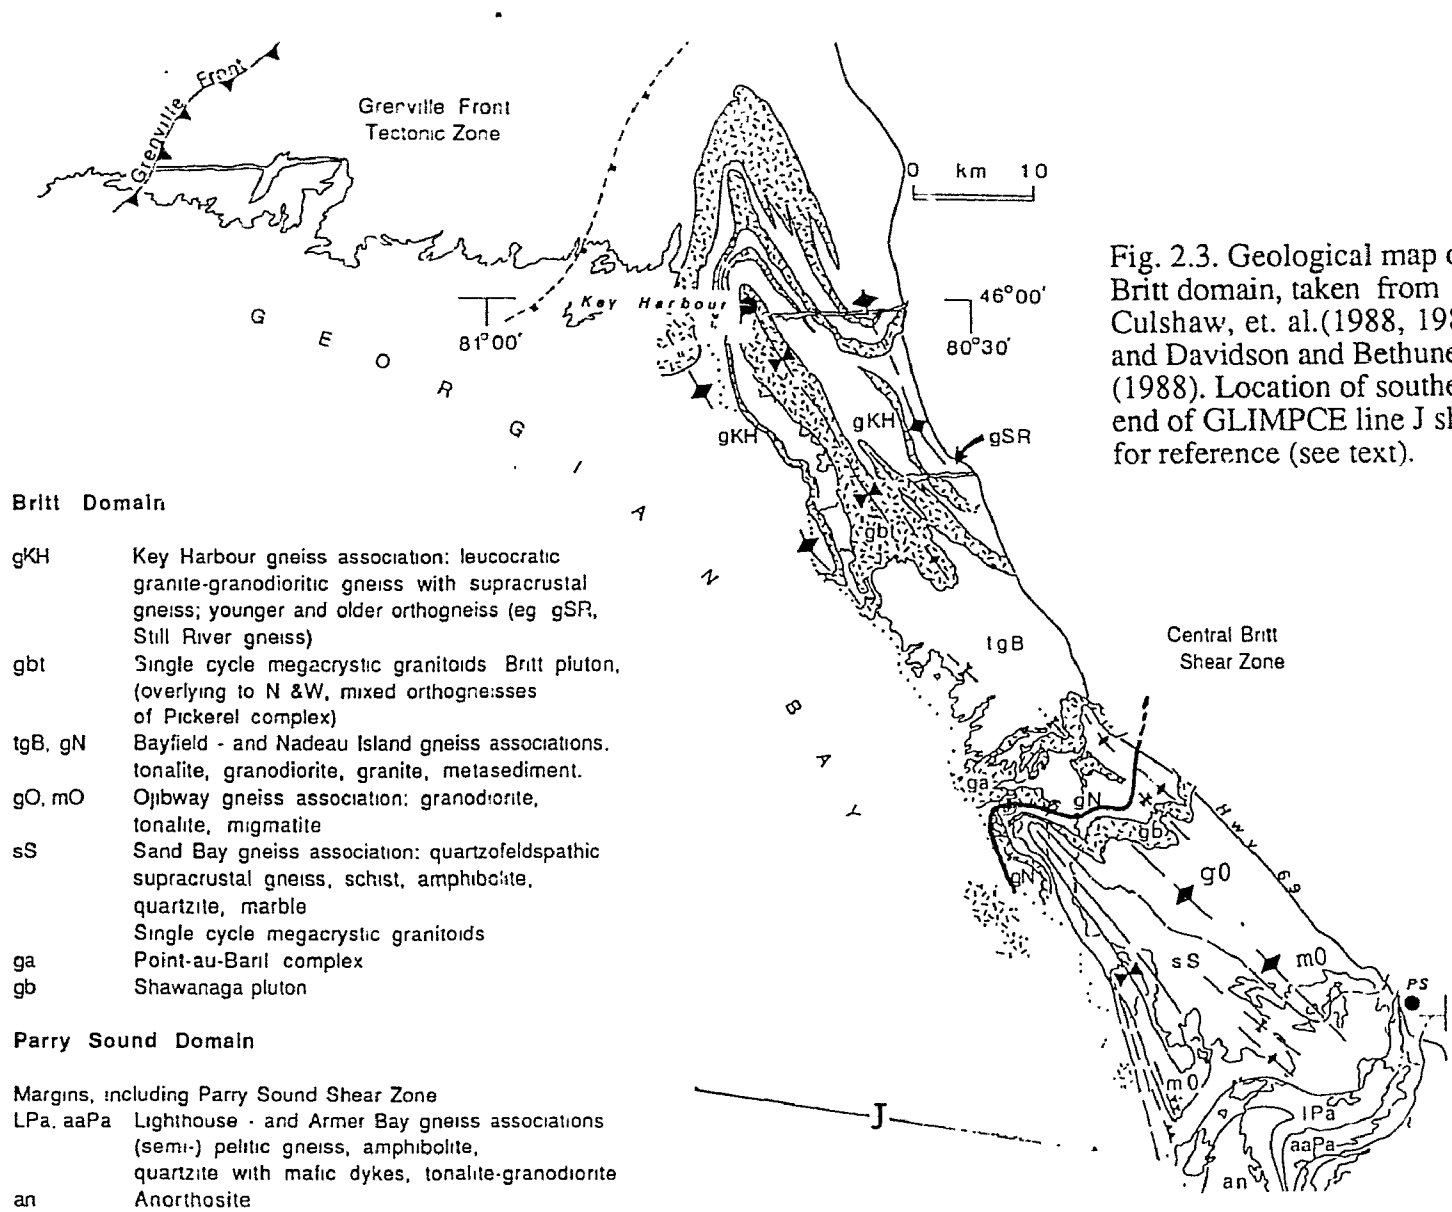 Grenville Front
Grenville Front
Tectonic Zone
0 km 10
Fig. 2.3. Geological map
Britt domain, taken from
Culshaw, et. al.(1988,
and Davidson and Bethune
(1988). Location of
end of GLIMPCE line J
for reference (see text).
Key Harbour
46°00'
81°00'
80°30'
GEORGIAN BAY
gKH
gKH
gSR
gbt
tgB
Central Britt
Shear Zone
ga
gN
gb
gN
gO
Hwy 69
sS
mO
PS
mO
J
lPa
aaPa
an
Britt Domain
gKH Key Harbour gneiss association: leucocratic
granite-granodioritic gneiss with supracrustal
gneiss; younger and older orthogneiss (eg gSR,
Still River gneiss)
gbt Single cycle megacrystic granitoids Britt pluton,
(overlying to N &W, mixed orthogneisses
of Pickerel complex)
tgB, gN Bayfield - and Nadeau Island gneiss associations.
tonalite, granodiorite, granite, metasediment.
gO, mO Ojibway gneiss association: granodiorite,
tonalite, migmatite
sS Sand Bay gneiss association: quartzofeldspathic
supracrustal gneiss, schist, amphibolite,
quartzite, marble
Single cycle megacrystic granitoids
ga Point-au-Baril complex
gb Shawanaga pluton
Parry Sound Domain
Margins, including Parry Sound Shear Zone
LPa, aaPa Lighthouse - and Armer Bay gneiss associations
(semi-) pelitic gneiss, amphibolite,
quartzite with mafic dykes, tonalite-granodiorite
an Anorthosite